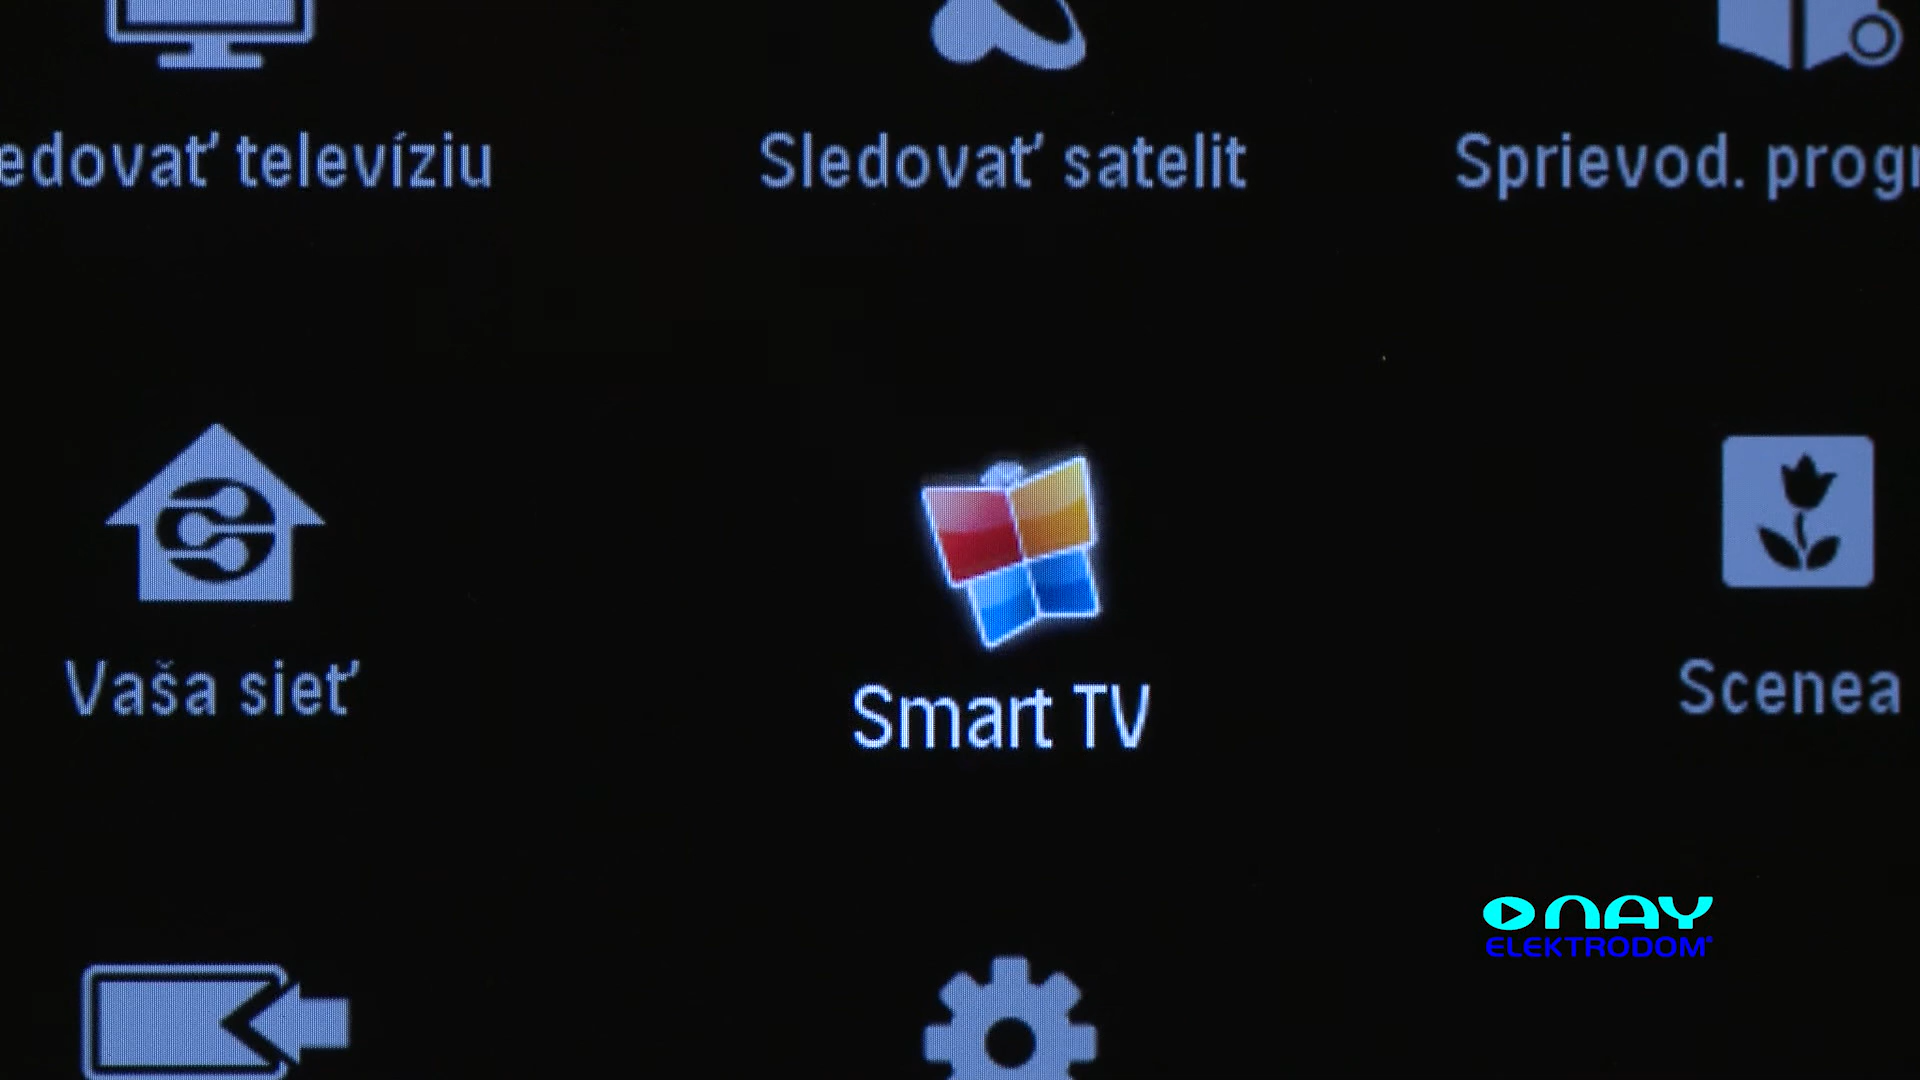 edovať televíziu
Sledovať satelit
Sprievod. progr
Vaša sieť
Smart TV
Scenea
NAY
ELEKTRODOM